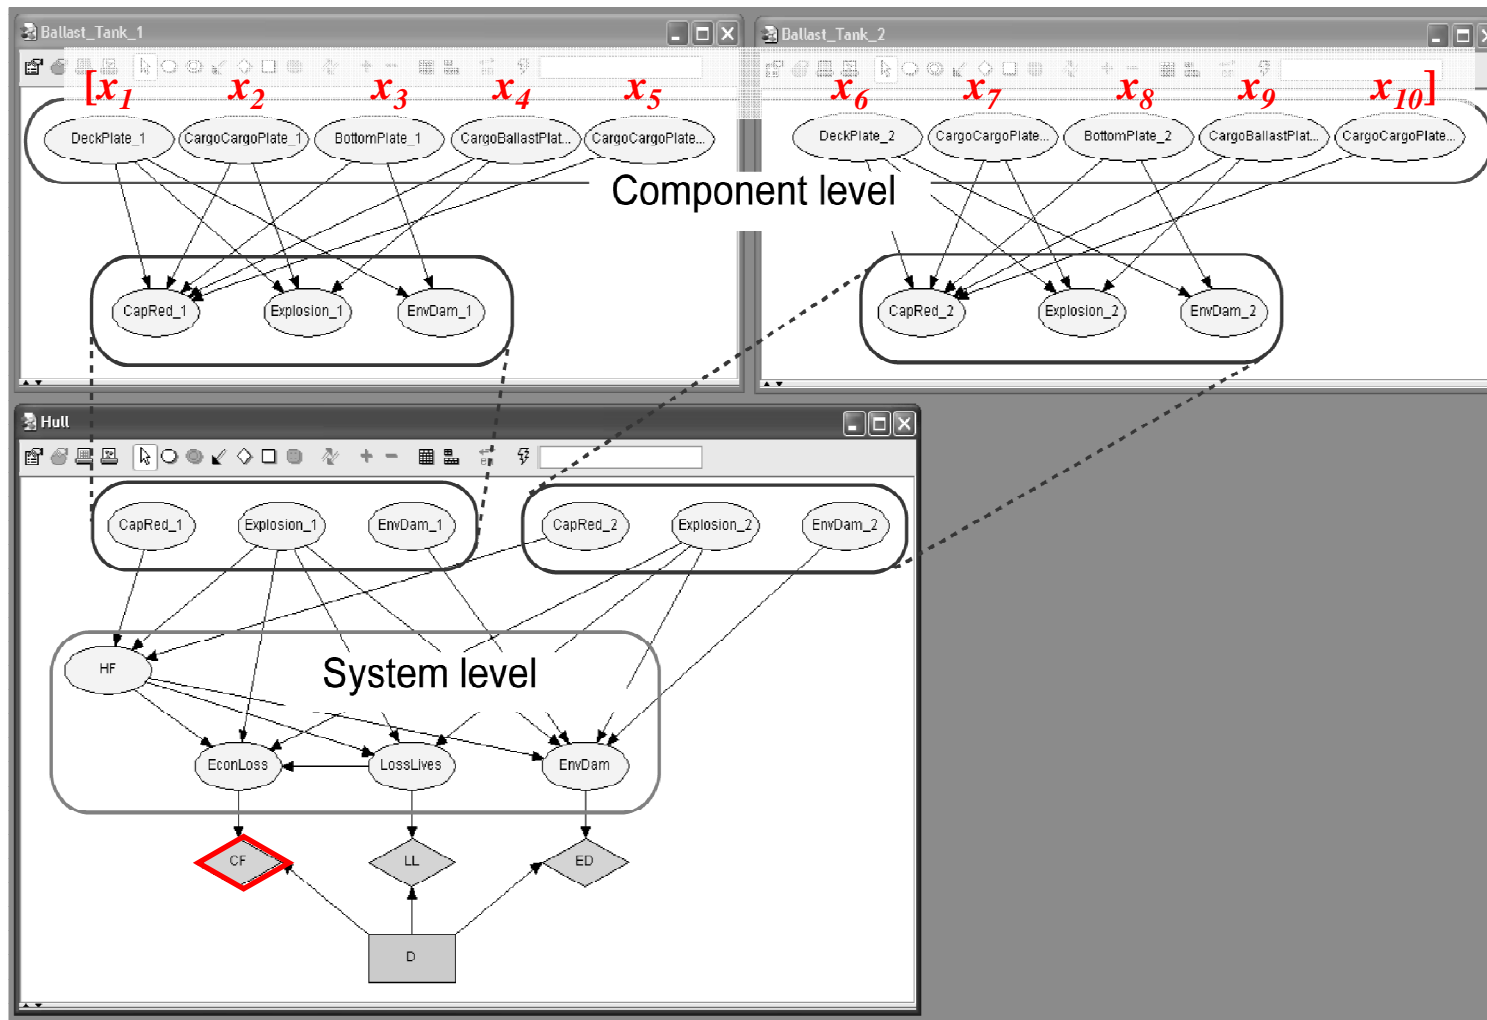 Ballast_Tank_1
Ballast_Tank_2
[x1 x2 x3 x4 x5
x6 x7 x8 x9 x10]
DeckPlate_1 CargoCargoPlate_1 BottomPlate_1 CargoBallastPlat... CargoCargoPlate...
DeckPlate_2 CargoCargoPlate... BottomPlate_2 CargoBallastPlat... CargoCargoPlate...
Component level
CapRed_1 Explosion_1 EnvDam_1
CapRed_2 Explosion_2 EnvDam_2
Hull
CapRed_1 Explosion_1 EnvDam_1 CapRed_2 Explosion_2 EnvDam_2
HF
System level
EconLoss LossLives EnvDam
CF LL ED
D